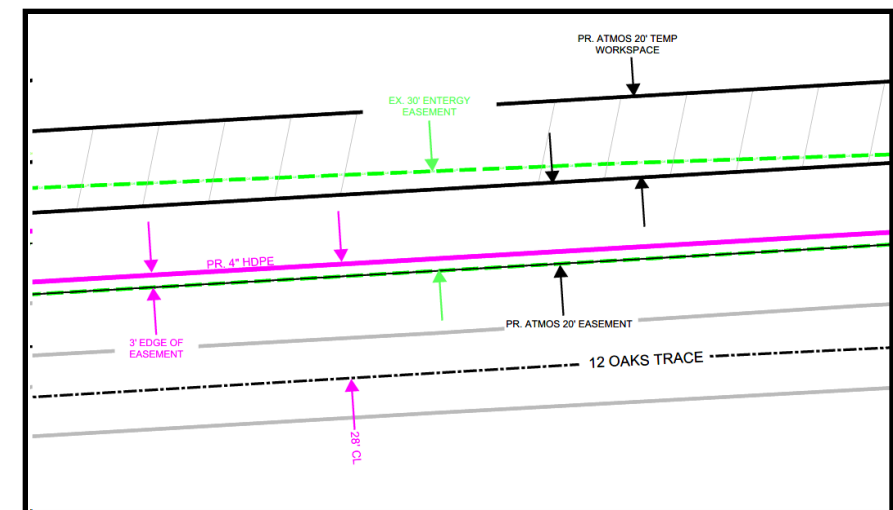 PR. ATMOS 20' TEMP
WORKSPACE
EX. 30' ENTERGY
EASEMENT
PR. 4" HDPE
3' EDGE OF
EASEMENT
PR. ATMOS 20' EASEMENT
12 OAKS TRACE
28' CL